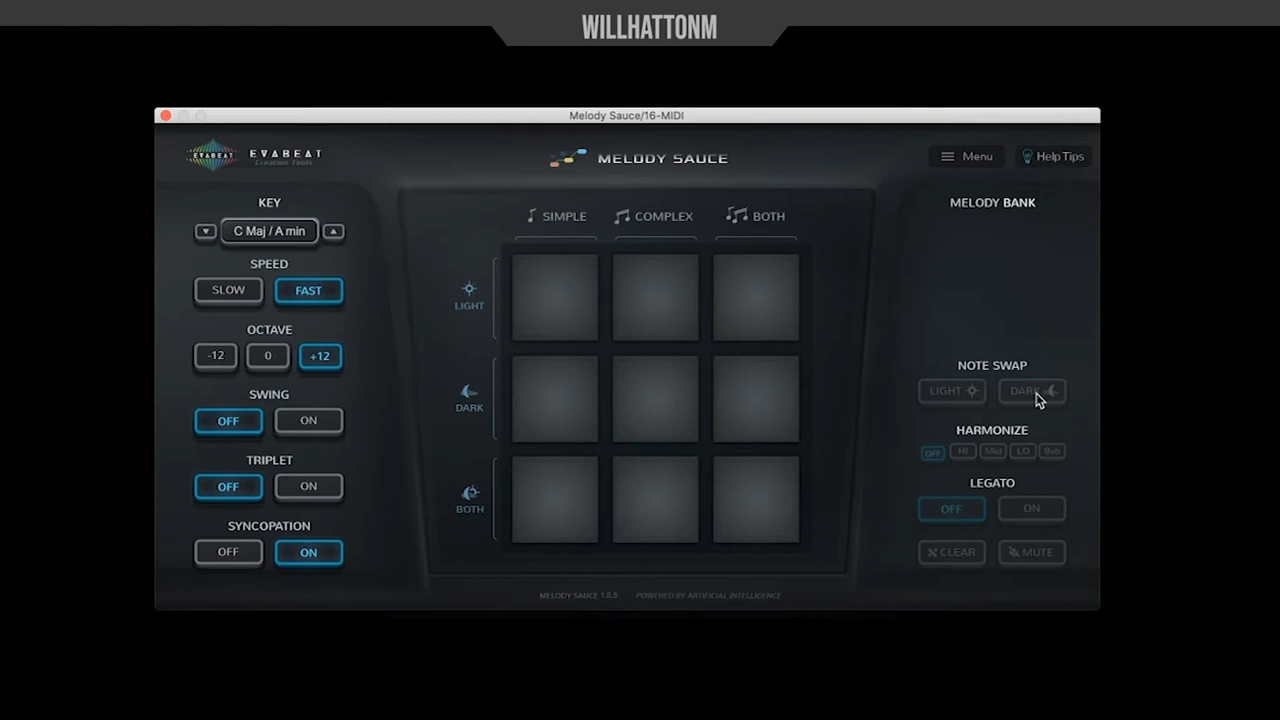 WILLHATTONM
Melody Sauce/16-MIDI
EVABEAT
EVABEAT
Creation Tools
MELODY SAUCE
Menu
Help Tips
KEY
C Maj / A min
SPEED
SLOW FAST
OCTAVE
-12 0 +12
SWING
OFF ON
TRIPLET
OFF ON
SYNCOPATION
OFF ON
SIMPLE COMPLEX BOTH
LIGHT
DARK
BOTH
MELODY SAUCE 1.5.5 POWERED BY ARTIFICIAL INTELLIGENCE
MELODY BANK
NOTE SWAP
LIGHT DARK
HARMONIZE
OFF HI Mid LO 8vb
LEGATO
OFF ON
CLEAR MUTE